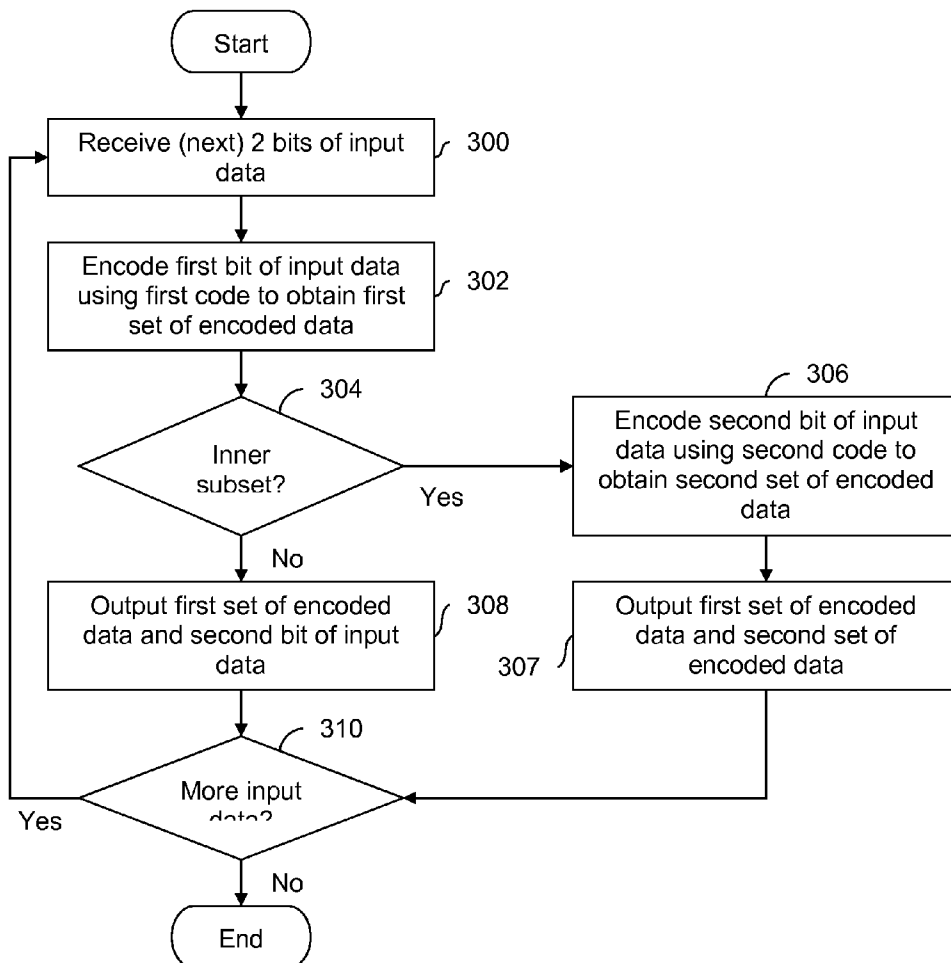 Start
Receive (next) 2 bits of input
data
300
Encode first bit of input data
using first code to obtain first
set of encoded data
302
304
Inner
subset?
Yes
No
306
Encode second bit of input
data using second code to
obtain second set of encoded
data
Output first set of encoded
data and second bit of input
data
308
Output first set of encoded
data and second set of
encoded data
307
310
More input
data?
Yes
No
End